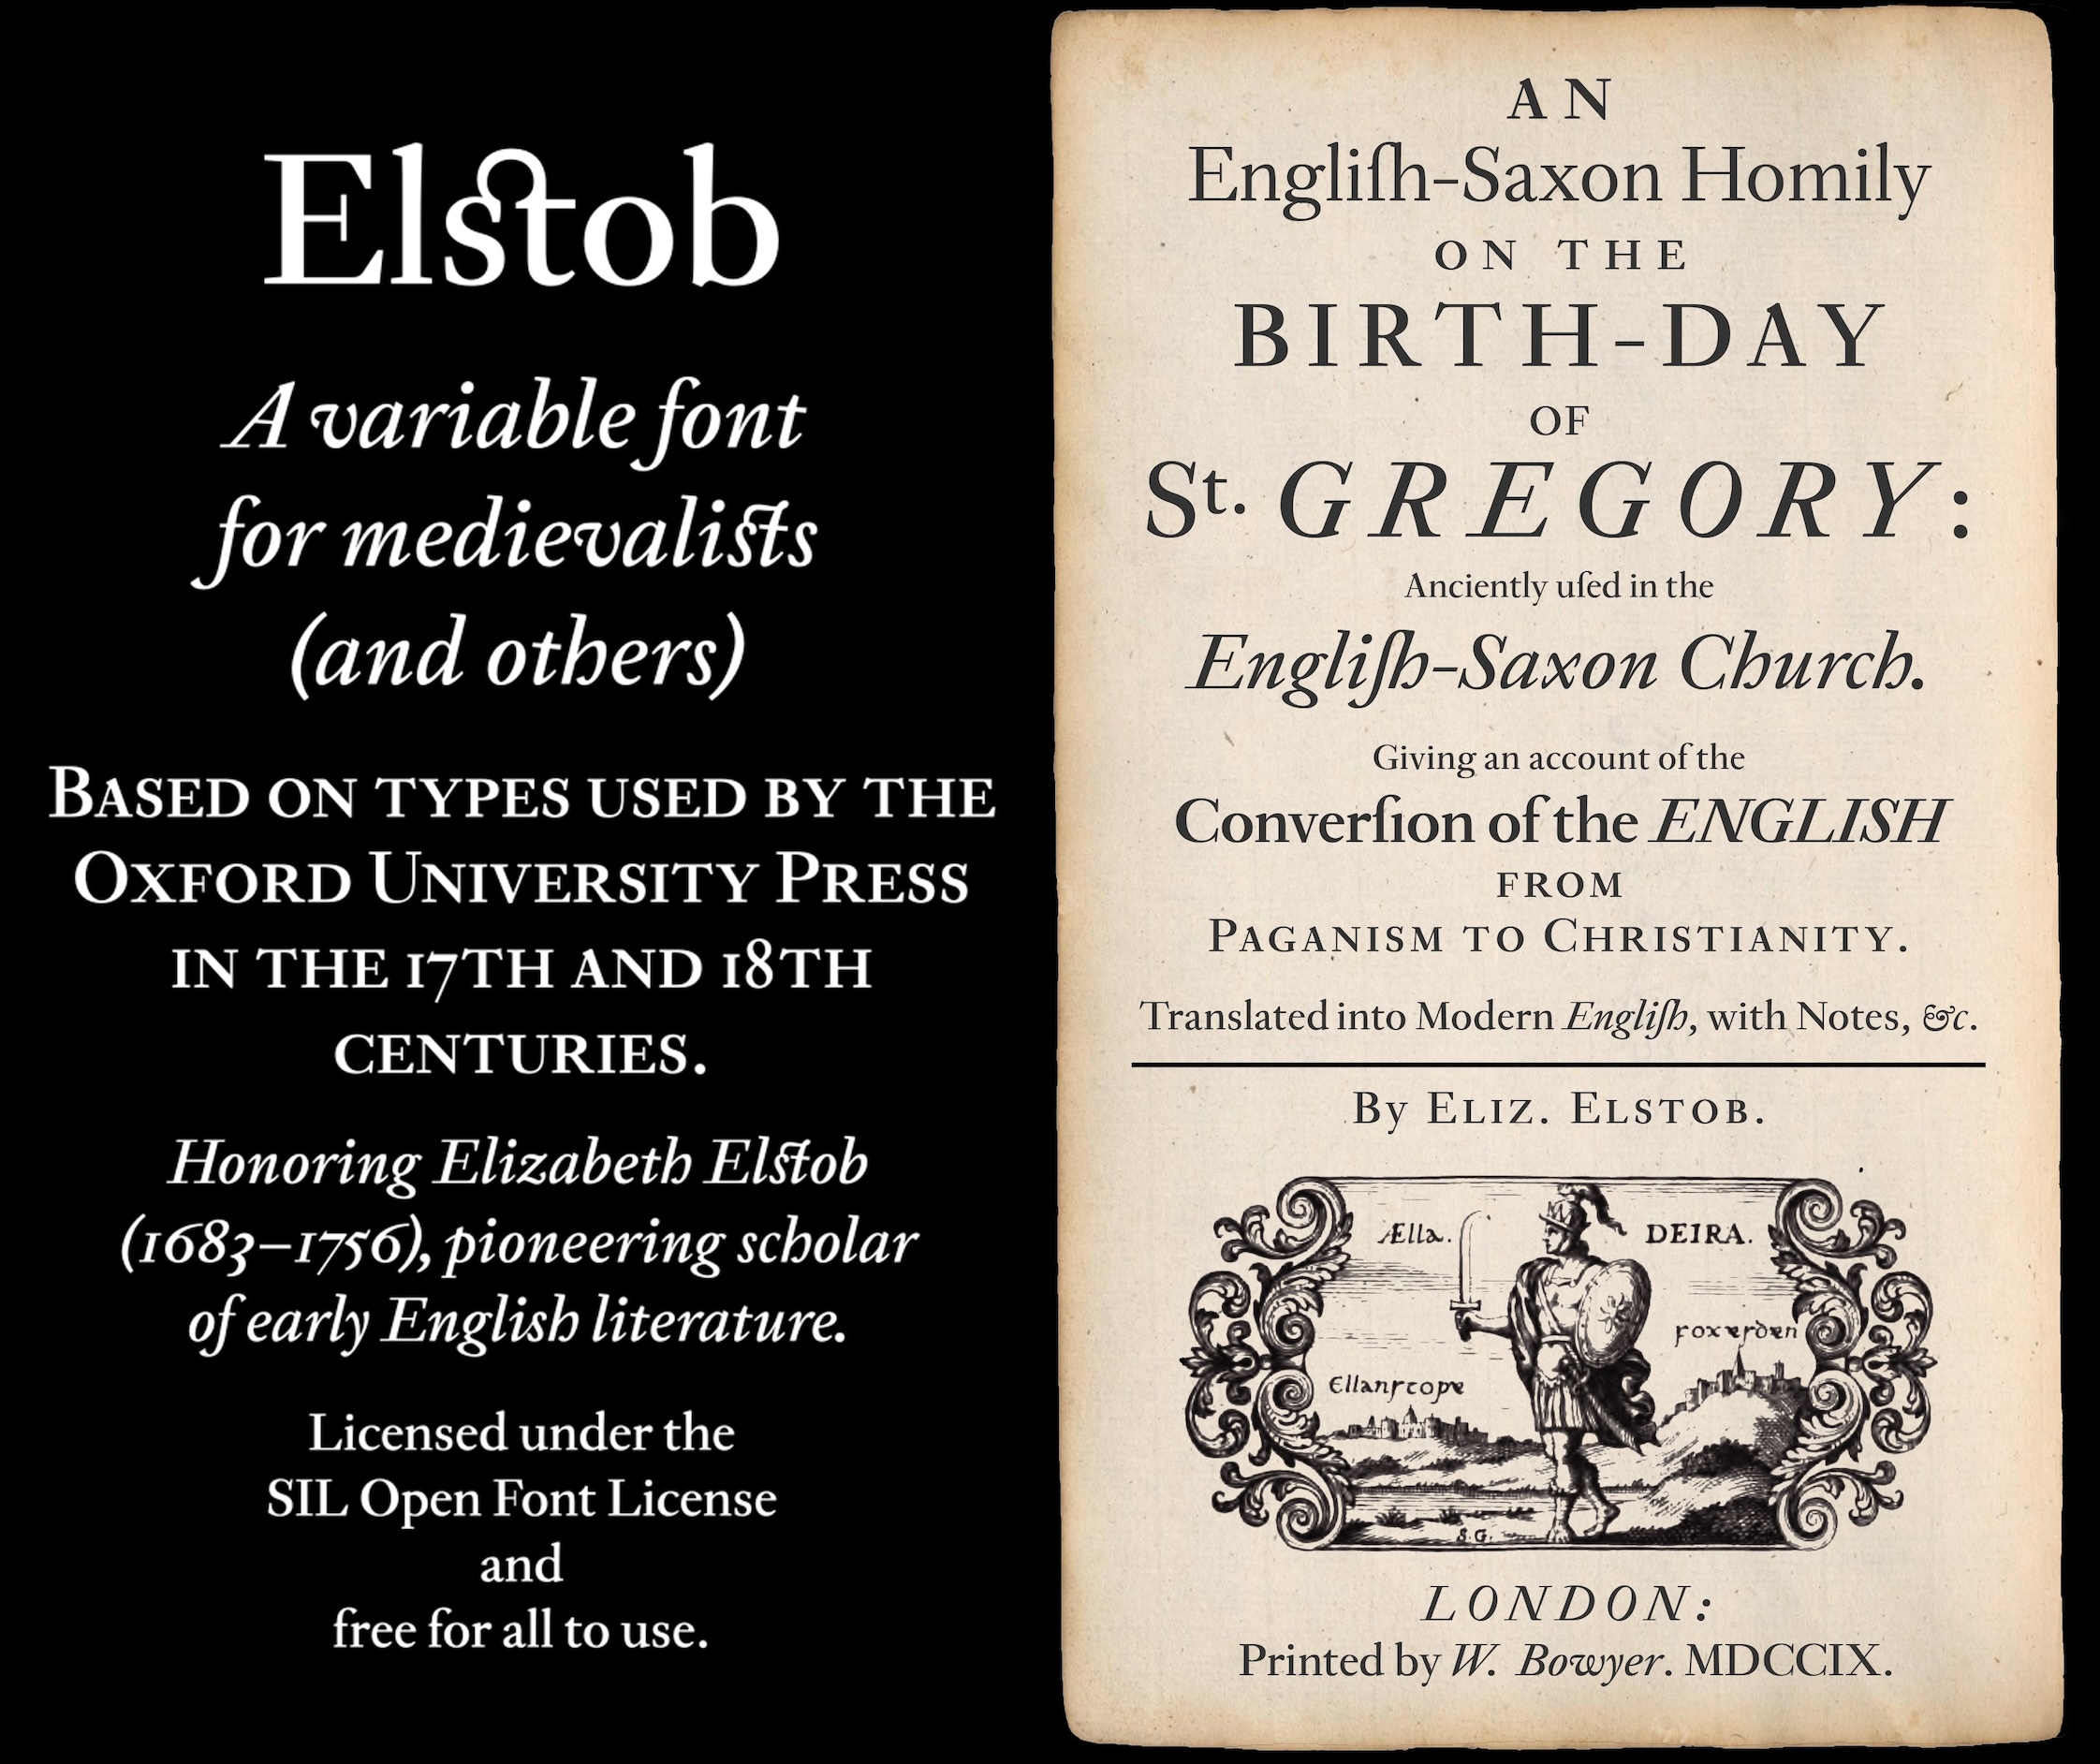 Elstob
A variable font
for medievalists
(and others)
BASED ON TYPES USED BY THE
OXFORD UNIVERSITY PRESS
IN THE 17TH AND 18TH
CENTURIES.
Honoring Elizabeth Elstob
(1683–1756), pioneering scholar
of early English literature.
Licensed under the
SIL Open Font License
and
free for all to use.
AN
Engliſh-Saxon Homily
ON THE
BIRTH-DAY
OF
St. GREGORY:
Anciently uſed in the
Engliſh-Saxon Church.
Giving an account of the
Converſion of the ENGLISH
FROM
PAGANISM TO CHRISTIANITY.
Translated into Modern Engliſh, with Notes, &c.
By ELIZ. ELSTOB.
Ælla. DEIRA.
Ellanꞅcope
S.G.
LONDON:
Printed by W. Bowyer. MDCCIX.